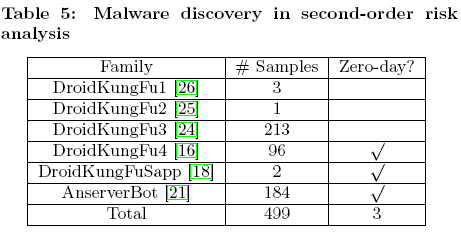 Table 5: Malware discovery in second-order risk
analysis
Family # Samples Zero-day?
DroidKungFu1 [26] 3
DroidKungFu2 [25] 1
DroidKungFu3 [24] 213
DroidKungFu4 [16] 96 √
DroidKungFuSapp [18] 2 √
AnserverBot [21] 184 √
Total 499 3